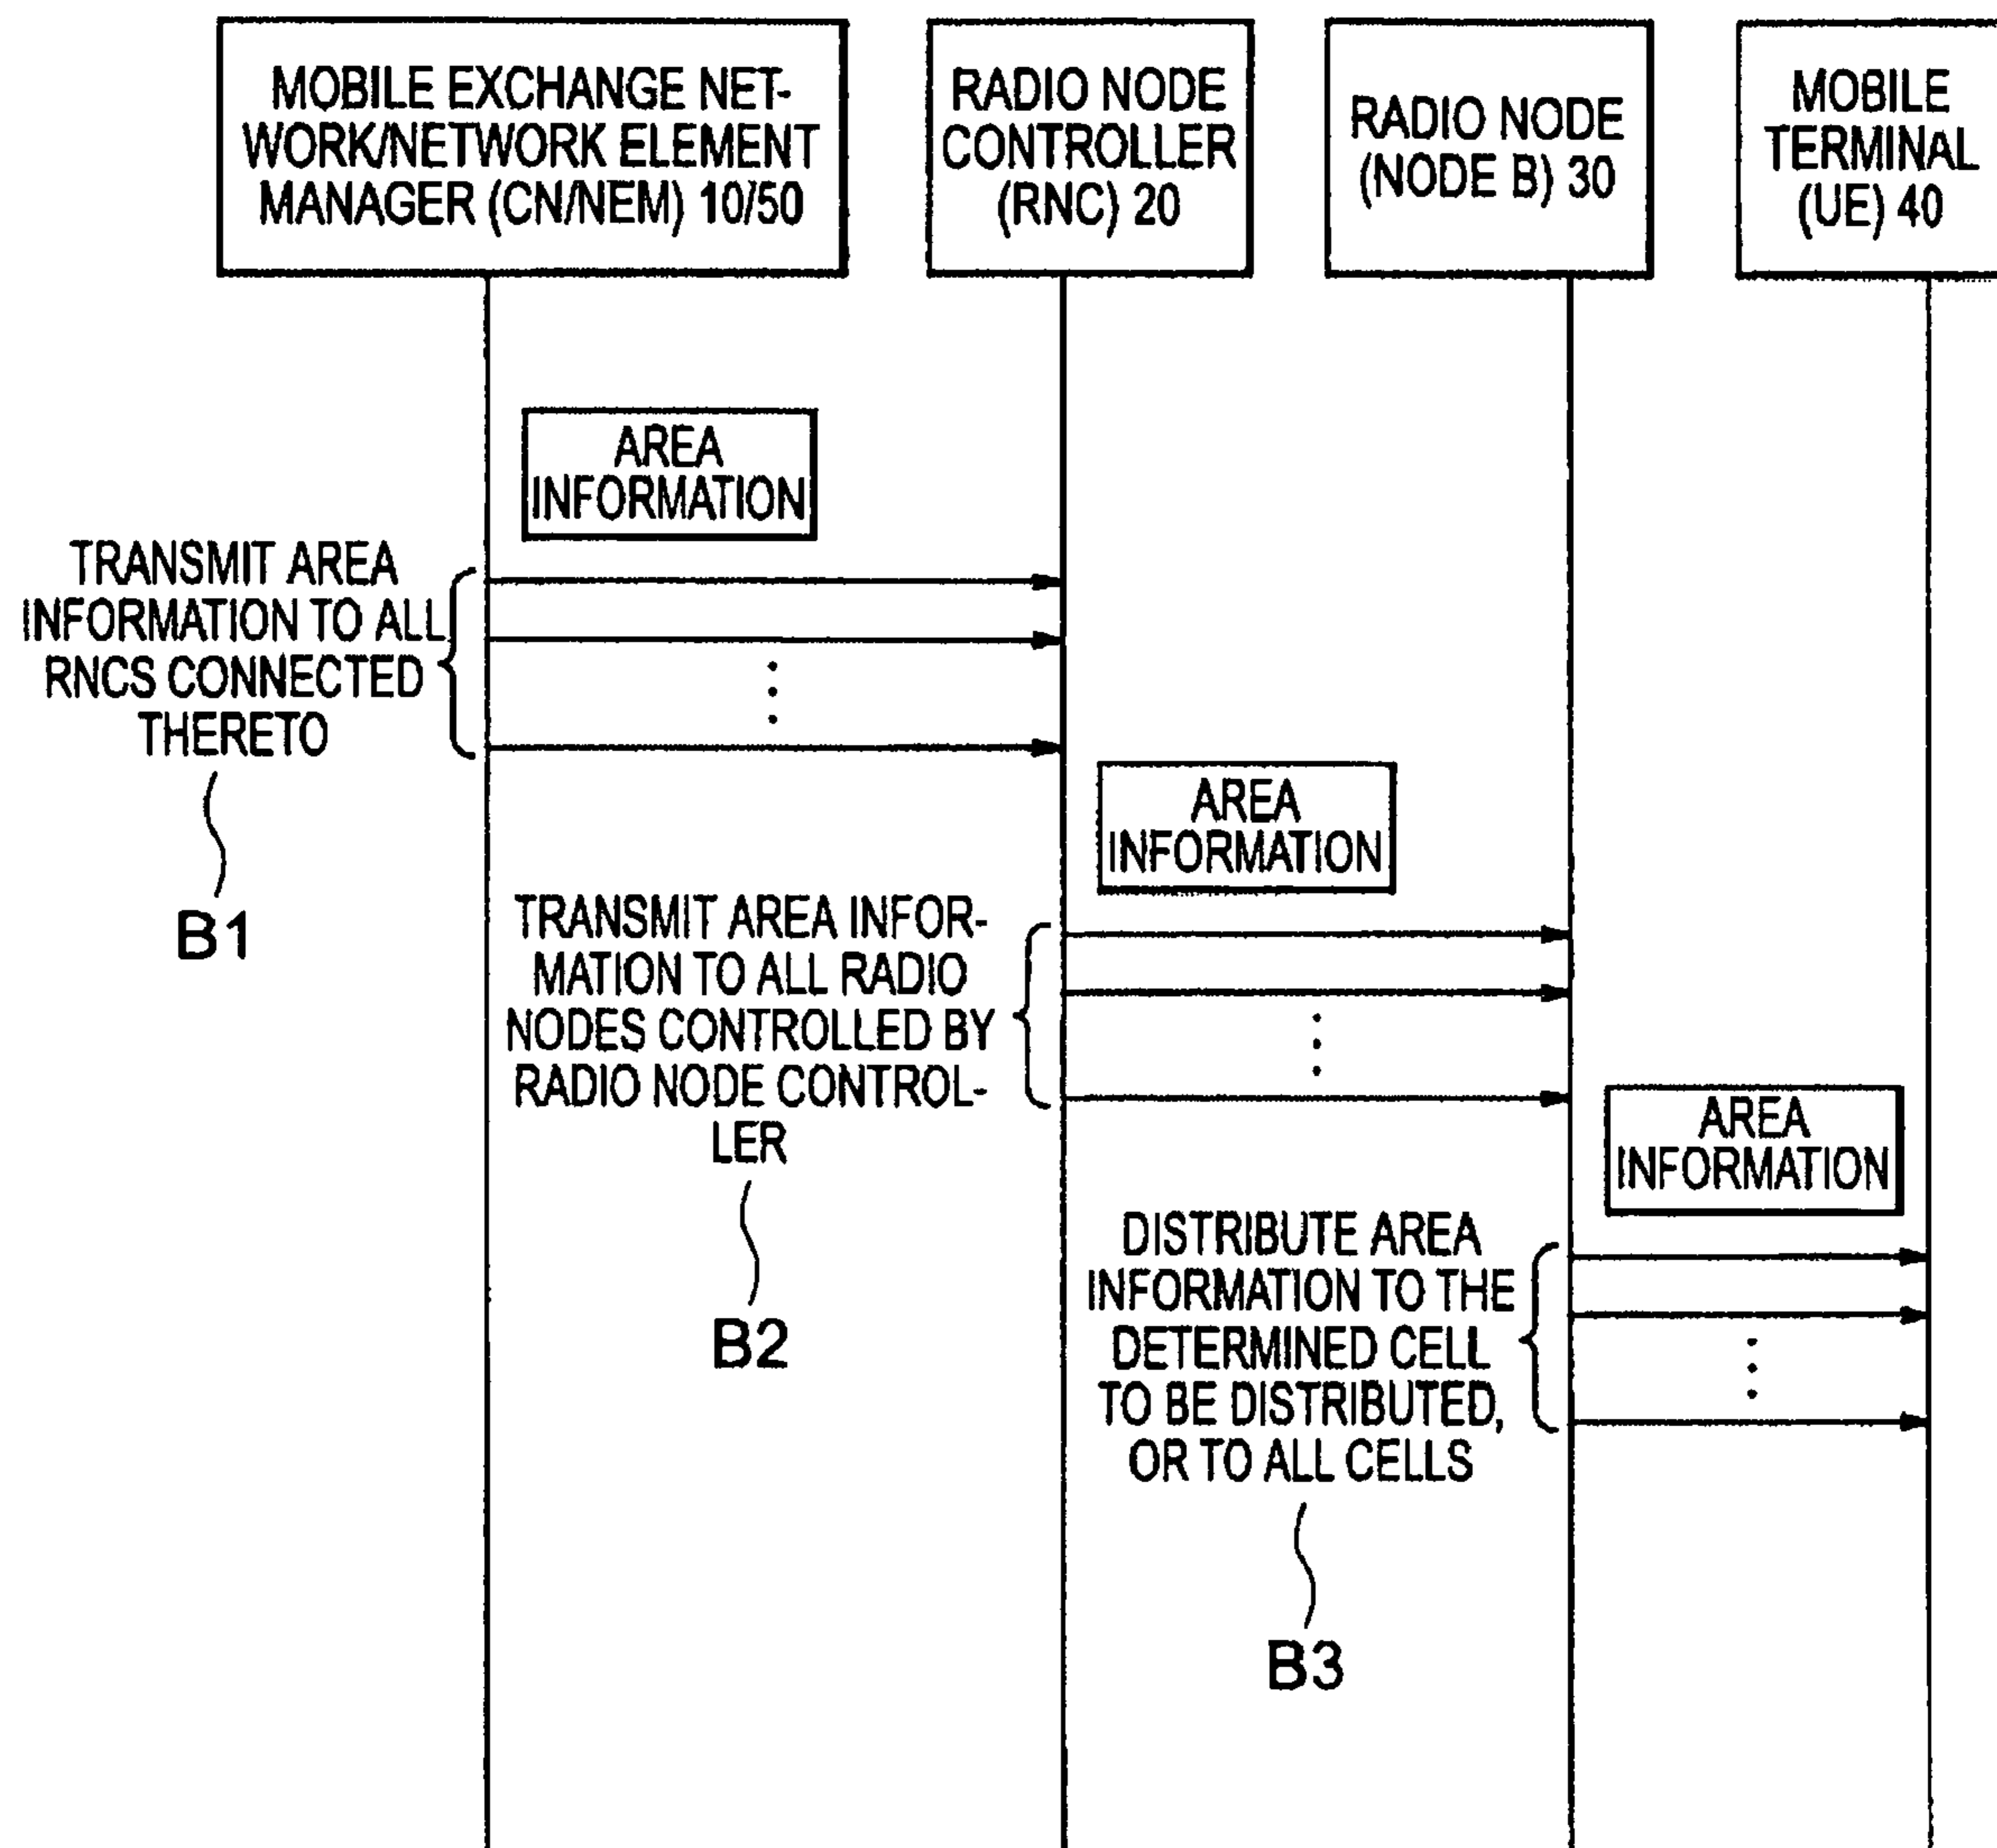 MOBILE EXCHANGE NET-
WORK/NETWORK ELEMENT
MANAGER (CN/NEM) 10/50
RADIO NODE
CONTROLLER
(RNC) 20
RADIO NODE
(NODE B) 30
MOBILE
TERMINAL
(UE) 40
AREA
INFORMATION
TRANSMIT AREA
INFORMATION TO ALL
RNCS CONNECTED
THERETO
B1
AREA
INFORMATION
TRANSMIT AREA INFOR-
MATION TO ALL RADIO
NODES CONTROLLED BY
RADIO NODE CONTROL-
LER
B2
AREA
INFORMATION
DISTRIBUTE AREA
INFORMATION TO THE
DETERMINED CELL
TO BE DISTRIBUTED,
OR TO ALL CELLS
B3